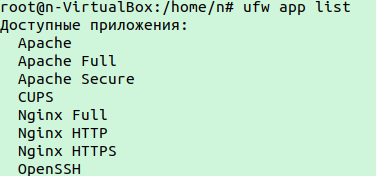 root@n-VirtualBox:/home/n# ufw app list
Доступные приложения:
  Apache
  Apache Full
  Apache Secure
  CUPS
  Nginx Full
  Nginx HTTP
  Nginx HTTPS
  OpenSSH